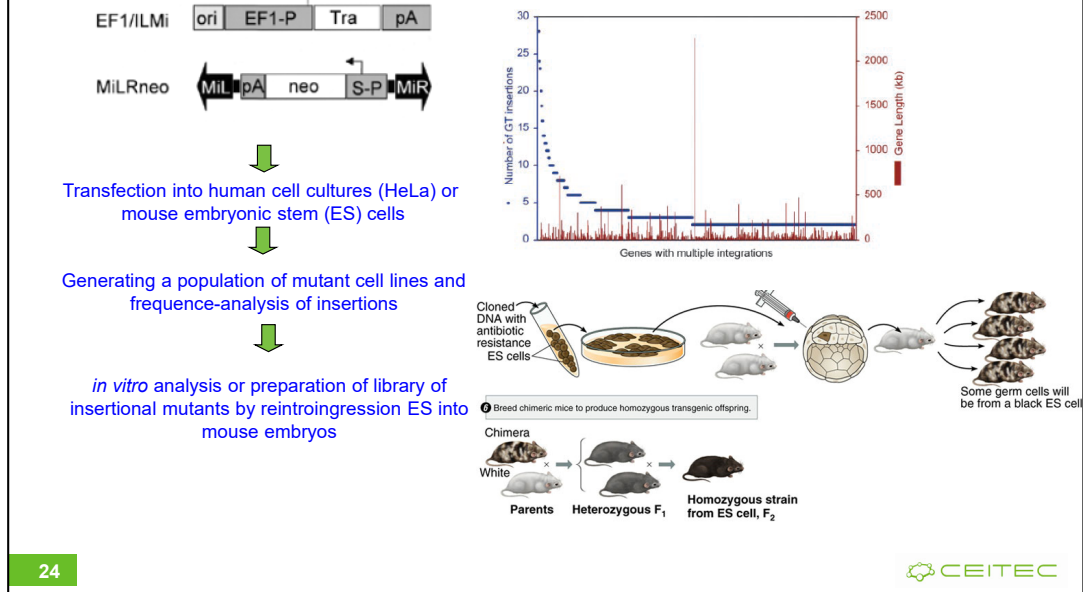 EF1/ILMi
ori EF1-P Tra pA
MiLRneo
MiL pA neo S-P MiR
Transfection into human cell cultures (HeLa) or
mouse embryonic stem (ES) cells
Generating a population of mutant cell lines and
frequence-analysis of insertions
in vitro analysis or preparation of library of
insertional mutants by reintroingression ES into
mouse embryos
Number of GT insertions
30
25
20
15
10
5
0
2500
2000
1500
1000
500
0
Gene Length (kb)
Genes with multiple integrations
Cloned
DNA with
antibiotic
resistance
ES cells
×
Some germ cells will
be from a black ES cell
6 Breed chimeric mice to produce homozygous transgenic offspring.
Chimera
White
×
×
Parents
Heterozygous F1
Homozygous strain
from ES cell, F2
24
CEITEC